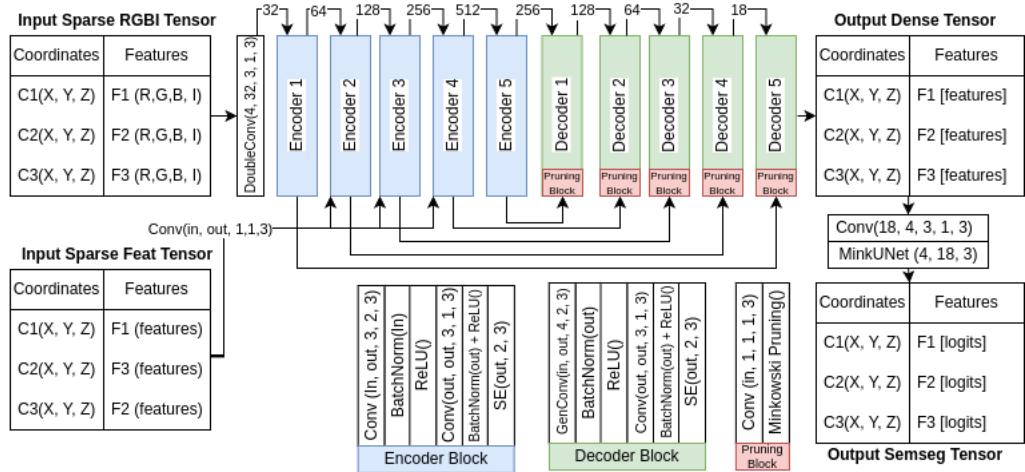 Input Sparse RGBI Tensor
Coordinates Features
C1(X, Y, Z) F1 (R,G,B, I)
C2(X, Y, Z) F2 (R,G,B, I)
C3(X, Y, Z) F3 (R,G,B, I)
DoubleConv(4, 32, 3, 1, 3)
32 64 128 256 512 256 128 64 32 18
Encoder 1
Encoder 2
Encoder 3
Encoder 4
Encoder 5
Decoder 1
Pruning
Block
Decoder 2
Pruning
Block
Decoder 3
Pruning
Block
Decoder 4
Pruning
Block
Decoder 5
Pruning
Block
Output Dense Tensor
Coordinates Features
C1(X, Y, Z) F1 [features]
C2(X, Y, Z) F2 [features]
C3(X, Y, Z) F3 [features]
Conv(in, out, 1,1,3)
Conv(18, 4, 3, 1, 3)
MinkUNet (4, 18, 3)
Input Sparse Feat Tensor
Coordinates Features
C1(X, Y, Z) F1 (features)
C2(X, Y, Z) F3 (features)
C3(X, Y, Z) F2 (features)
Conv (In, out, 3, 2, 3)
BatchNorm(In)
ReLU()
Conv(out, out, 3, 1, 3)
BatchNorm(out) + ReLU()
SE(out, 2, 3)
Encoder Block
GenConv(in, out, 4, 2, 3)
BatchNorm(out)
ReLU()
Conv(out, out, 3, 1, 3)
BatchNorm(out) + ReLU()
SE(out, 2, 3)
Decoder Block
Conv (in, 1, 1, 1, 3)
Minkowski Pruning()
Pruning
Block
Coordinates Features
C1(X, Y, Z) F1 [logits]
C2(X, Y, Z) F2 [logits]
C3(X, Y, Z) F3 [logits]
Output Semseg Tensor